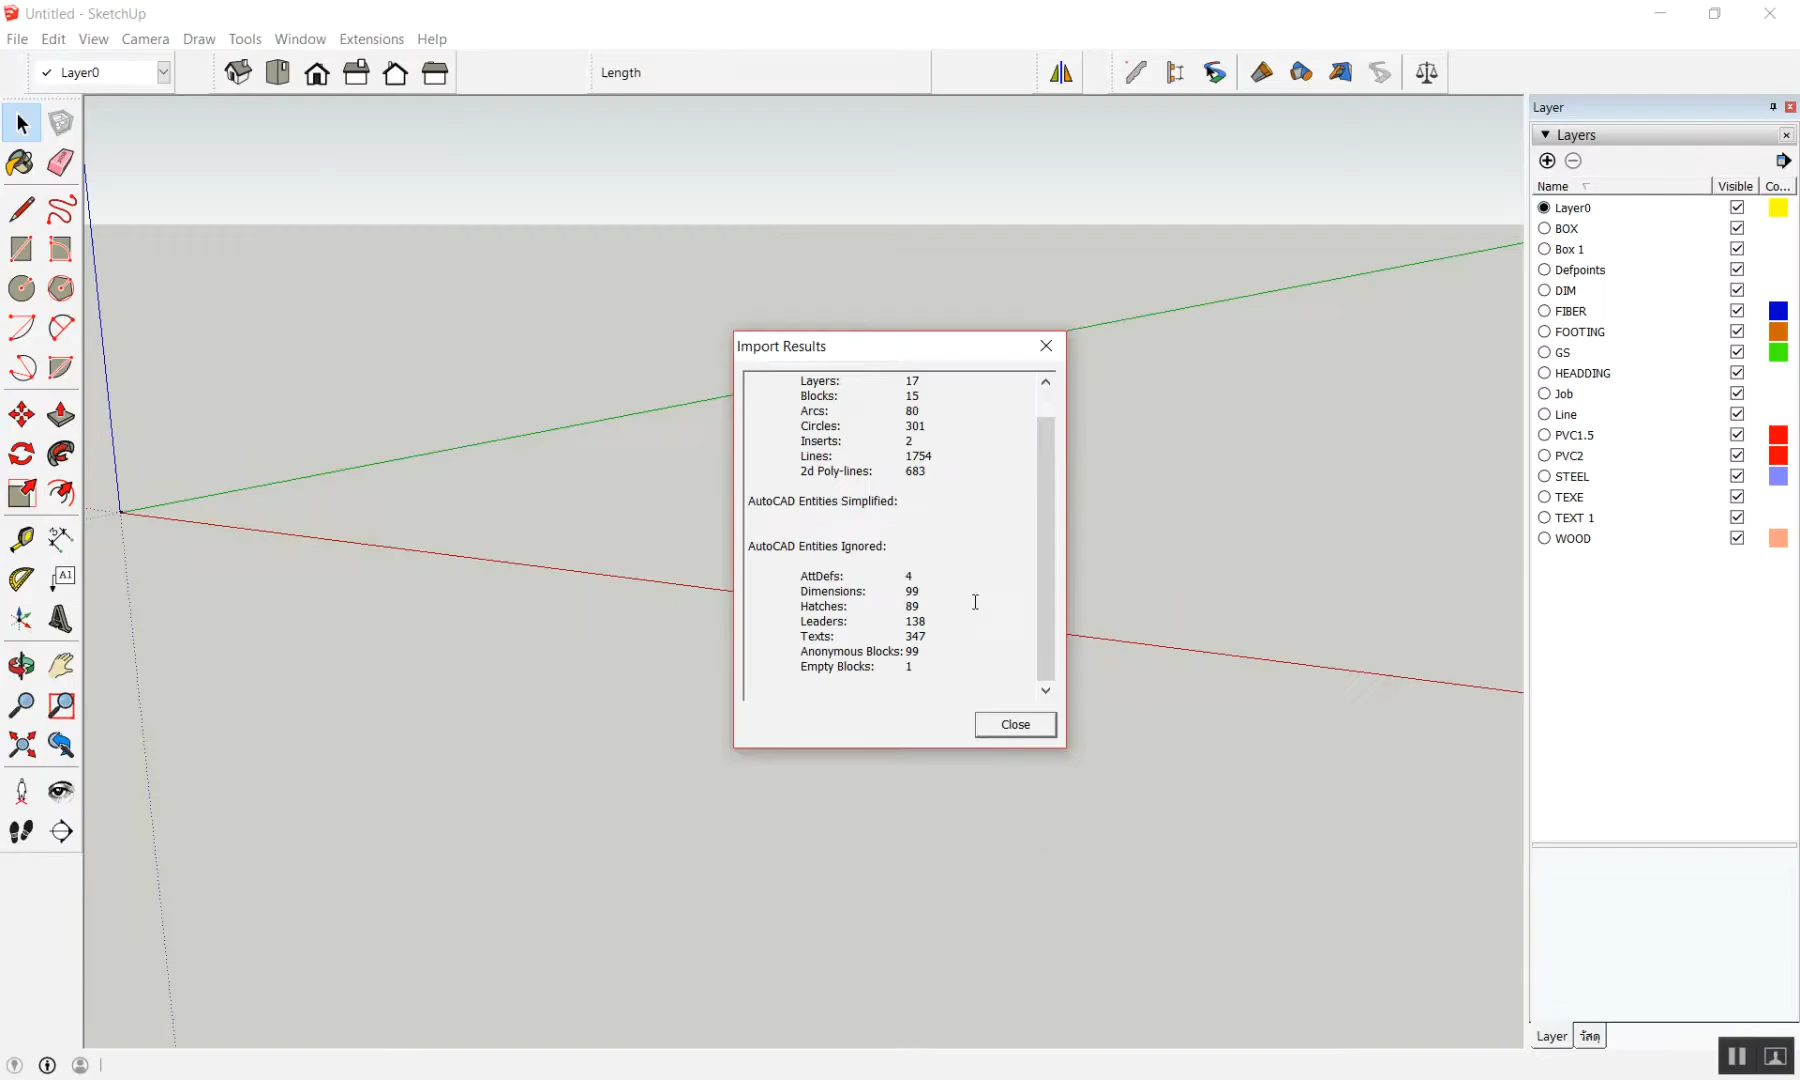 Untitled - SketchUp
File Edit View Camera Draw Tools Window Extensions Help
Layer0
Length
Layer
Layers
Name Visible Co...
Layer0
BOX
Box 1
Defpoints
DIM
FIBER
FOOTING
GS
HEADDING
Job
Line
PVC1.5
PVC2
STEEL
TEXE
TEXT 1
WOOD
Import Results
Layers: 17
Blocks: 15
Arcs: 80
Circles: 301
Inserts: 2
Lines: 1754
2d Poly-lines: 683
AutoCAD Entities Simplified:
AutoCAD Entities Ignored:
AttDefs: 4
Dimensions: 99
Hatches: 89
Leaders: 138
Texts: 347
Anonymous Blocks: 99
Empty Blocks: 1
Close
A1
Layer วัสดุ